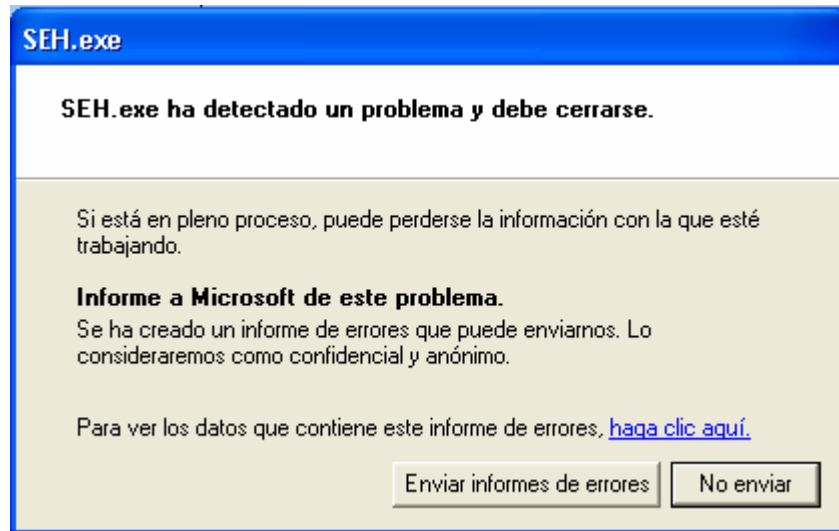 SEH.exe
SEH.exe ha detectado un problema y debe cerrarse.
Si está en pleno proceso, puede perderse la información con la que esté
trabajando.
Informe a Microsoft de este problema.
Se ha creado un informe de errores que puede enviarnos. Lo
consideraremos como confidencial y anónimo.
Para ver los datos que contiene este informe de errores, haga clic aquí.
Enviar informes de errores
No enviar